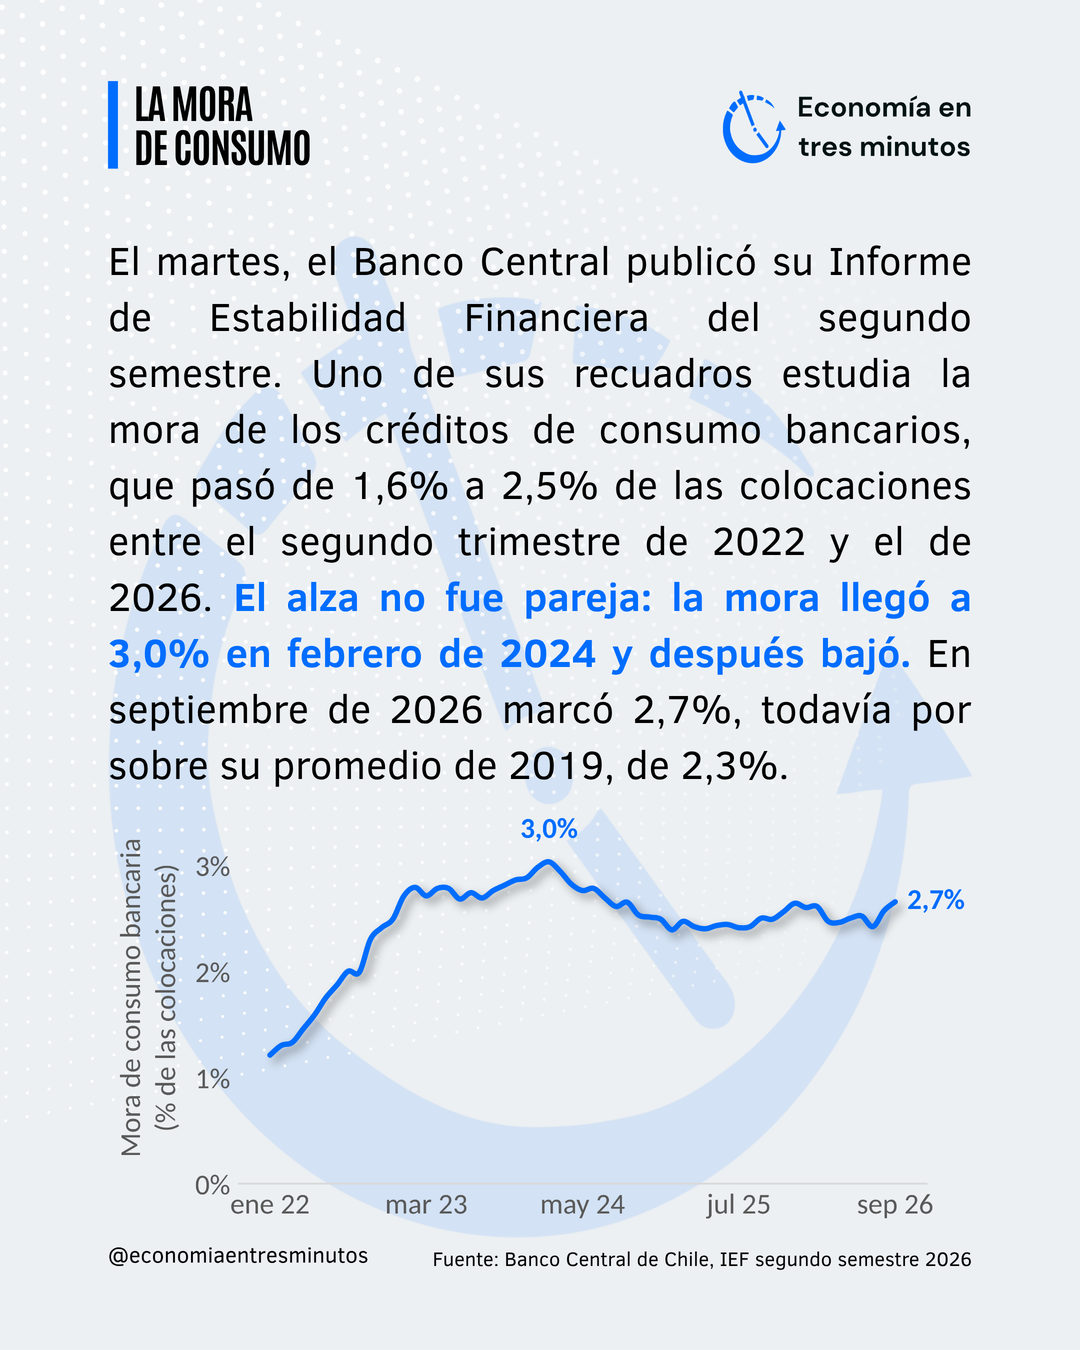 LA MORA
DE CONSUMO
Economía en
tres minutos
El martes, el Banco Central publicó su Informe
de Estabilidad Financiera del segundo
semestre. Uno de sus recuadros estudia la
mora de los créditos de consumo bancarios,
que pasó de 1,6% a 2,5% de las colocaciones
entre el segundo trimestre de 2022 y el de
2026. El alza no fue pareja: la mora llegó a
3,0% en febrero de 2024 y después bajó. En
septiembre de 2026 marcó 2,7%, todavía por
sobre su promedio de 2019, de 2,3%.
Mora de consumo bancaria
(% de las colocaciones)
3%
2%
1%
0%
3,0%
2,7%
ene 22
mar 23
may 24
jul 25
sep 26
@economiaentresminutos
Fuente: Banco Central de Chile, IEF segundo semestre 2026